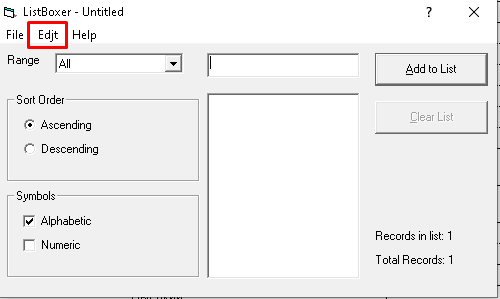 ListBoxer - Untitled
?
File Edjt Help
Range All
Add to List
Sort Order
Ascending
Descending
Clear List
Symbols
Alphabetic
Numeric
Records in list: 1
Total Records: 1